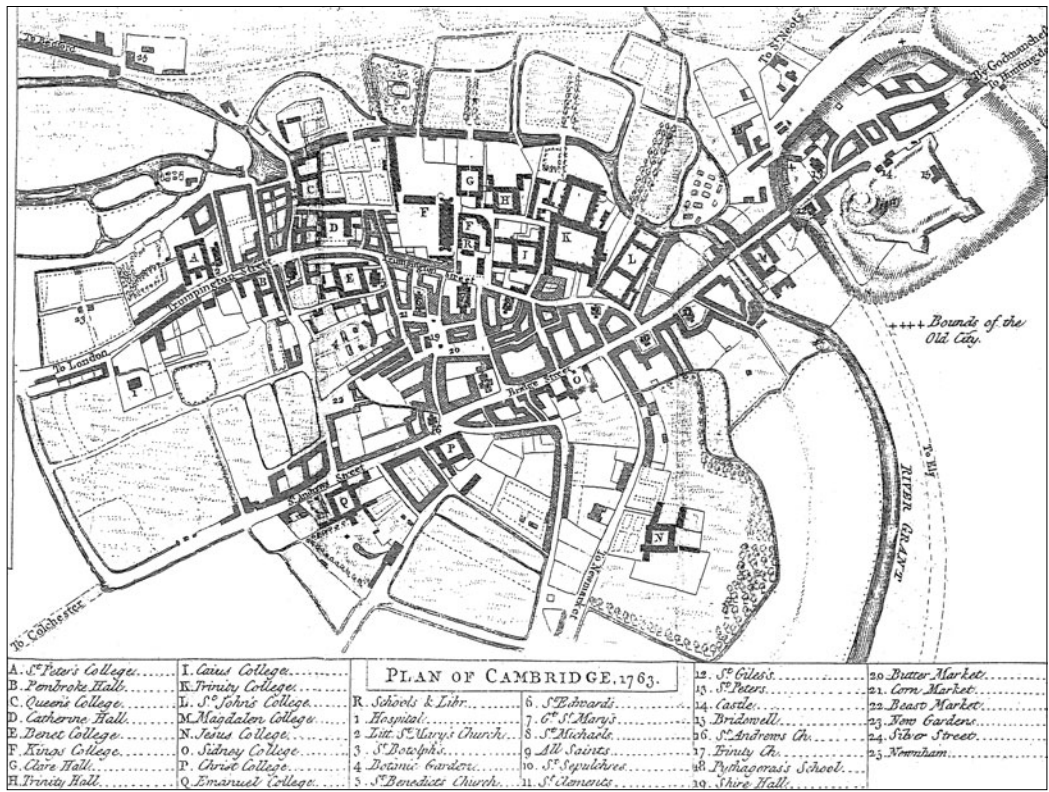 To Barford
To St Neots
By Godmanchester
To Huntingd.
Trumpington Street
To London
++++ Bounds of the
Old City.
Bridge Street
St Andrews Street
To Ely
RIVER GRANT
To Newmarket
To Colchester
PLAN OF CAMBRIDGE, 1763.
A. St Peter's College
B. Pembroke Hall
C. Queen's College
D. Catherine Hall
E. Benet College
F. Kings College
G. Clare Hall
H. Trinity Hall
I. Caius College
K. Trinity College
L. St John's College
M. Magdalen College
N. Jesus College
O. Sidney College
P. Christ College
Q. Emanuel College
R. Schools & Libr.
1 Hospital
2 Litt. St Mary's Church
3 St Botolph's
4 Botanic Garden
5 St Benedicts Church
6 St Edwards
7 Gt St Mary's
8 St Michaels
9 All Saints
10 St Sepulchres
11 St Clements
12 St Giles's
13 St Peters
14 Castle
15 Bridewell
16 St Andrews Ch.
17 Trinity Ch.
18 Pythagoras's School
19 Shire Hall
20 Butter Market
21 Corn Market
22 Beast Market
23 New Gardens
24 Silver Street
25 Newnham